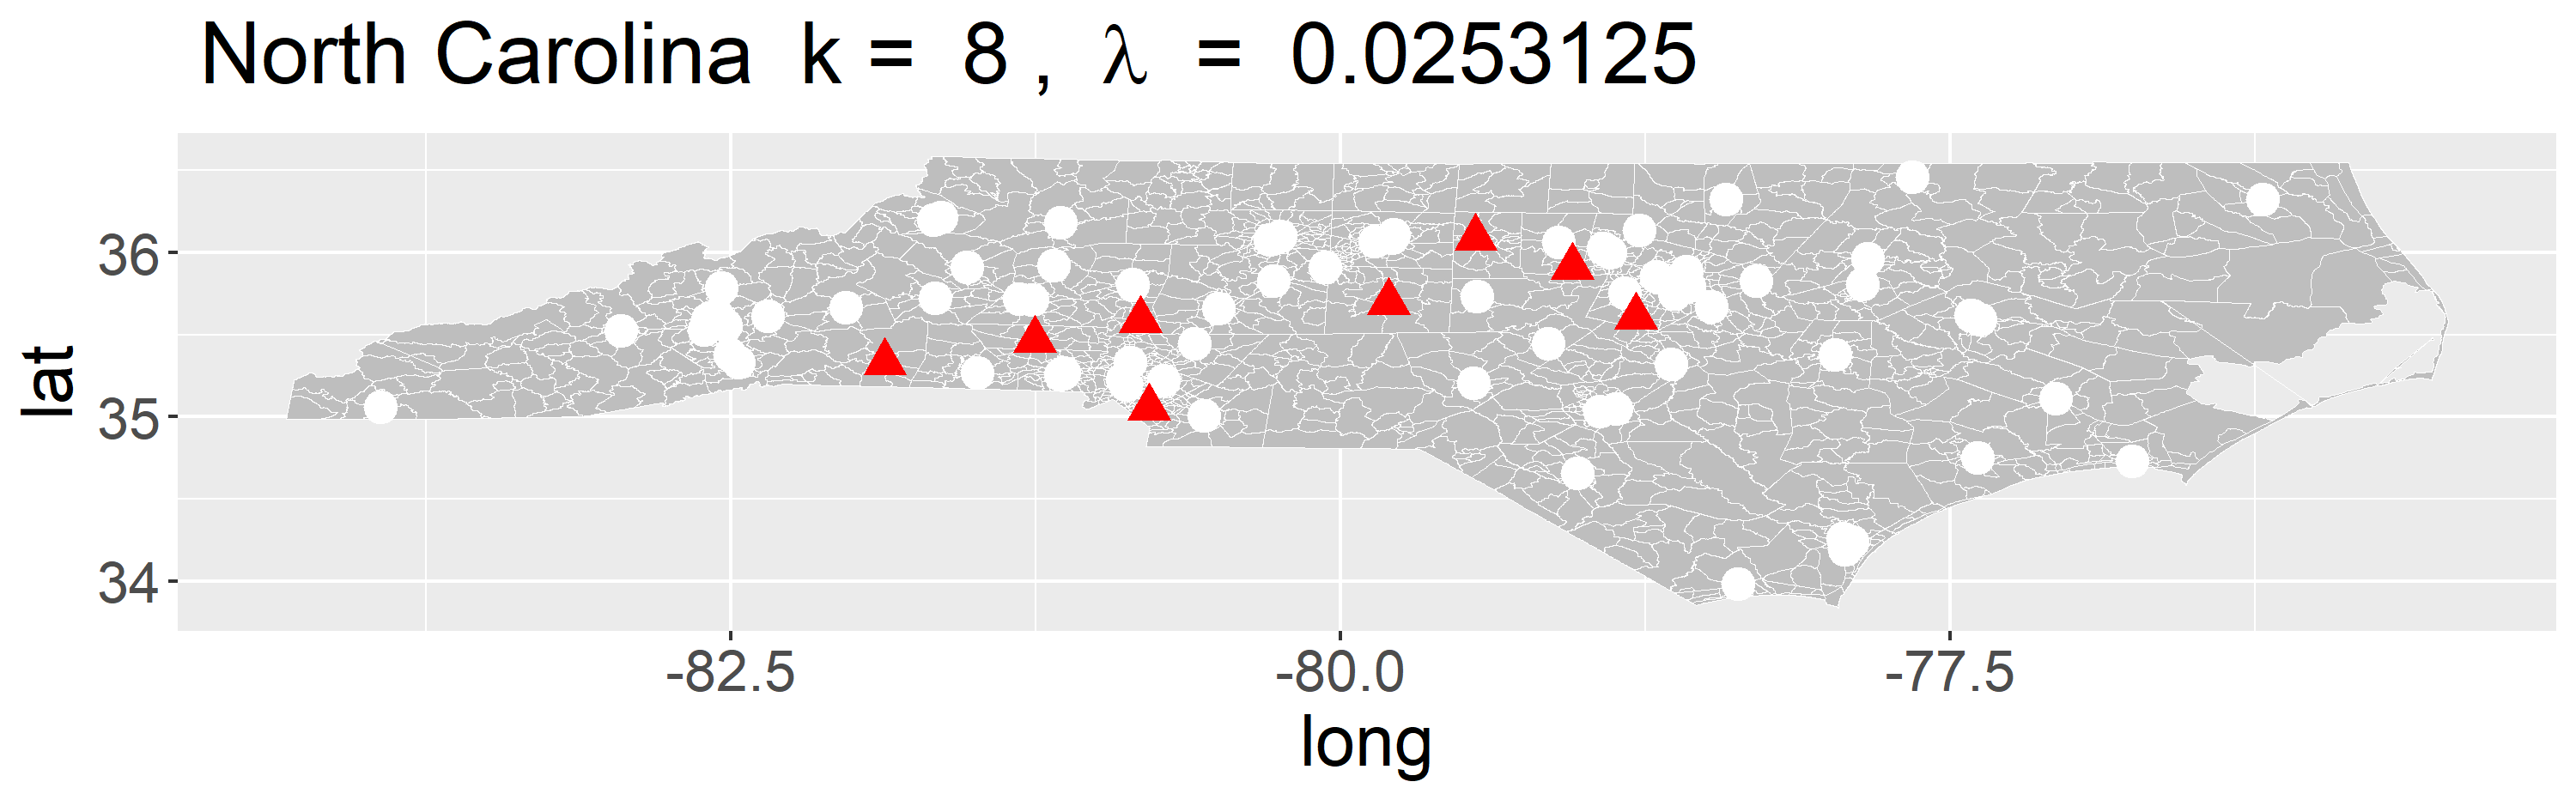 North Carolina k = 8 , λ = 0.0253125
lat
36
35
34
-82.5 -80.0 -77.5
long